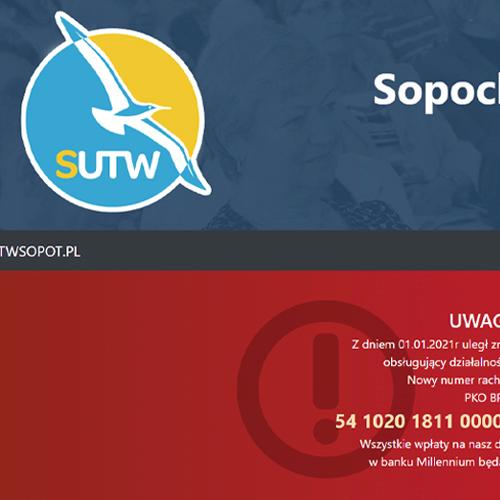 SUTW
Sopoc
TWSOPOT.PL
UWAG
Z dniem 01.01.2021r uległ z
obsługujący działalnoś
Nowy numer rach
PKO BP
54 1020 1811 0000
Wszystkie wpłaty na nasz d
w banku Millennium będą